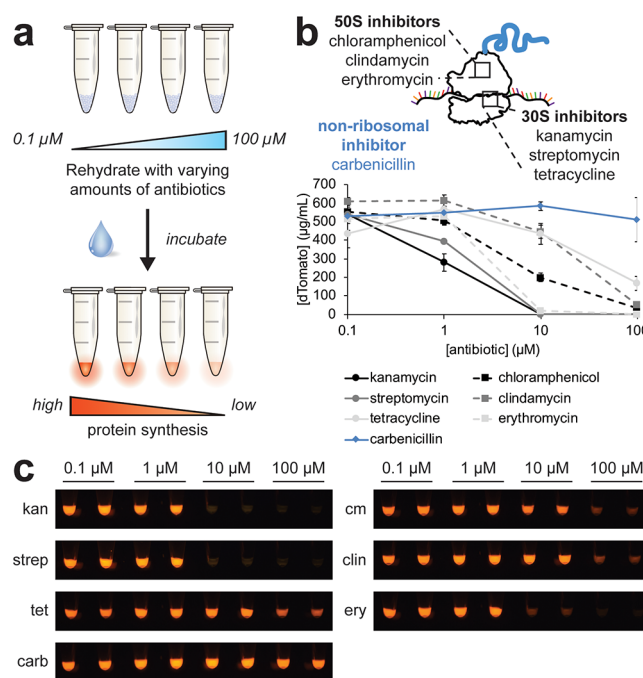 a
0.1 µM
100 µM
Rehydrate with varying
amounts of antibiotics
incubate
high
low
protein synthesis
b
50S inhibitors
chloramphenicol
clindamycin
erythromycin
30S inhibitors
kanamycin
streptomycin
tetracycline
non-ribosomal
inhibitor
carbenicillin
[dTomato] (µg/mL)
700
600
500
400
300
200
100
0
0.1
1
10
100
[antibiotic] (µM)
kanamycin
chloramphenicol
streptomycin
clindamycin
tetracycline
erythromycin
carbenicillin
c
0.1 µM 1 µM 10 µM 100 µM
kan
strep
tet
carb
0.1 µM 1 µM 10 µM 100 µM
cm
clin
ery